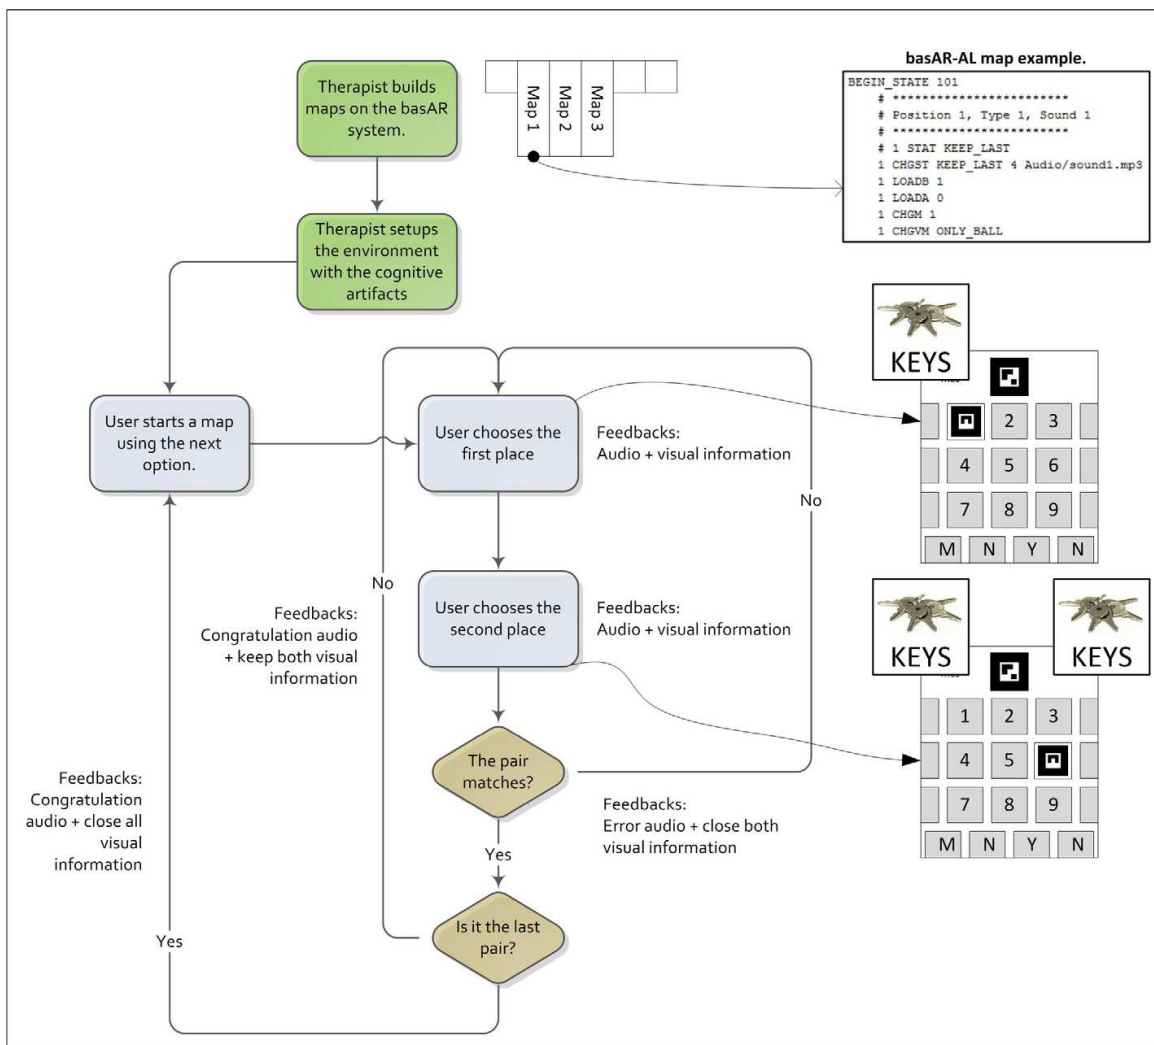 Therapist builds
maps on the basAR
system.
Map 1
Map 2
Map 3
basAR-AL map example.
BEGIN_STATE 101
# ************************
# Position 1, Type 1, Sound 1
# ************************
# 1 STAT KEEP_LAST
1 CHGST KEEP_LAST 4 Audio/sound1.mp3
1 LOADB 1
1 LOADA 0
1 CHGM 1
1 CHGVM ONLY_BALL
Therapist setups
the environment
with the cognitive
artifacts
User starts a map
using the next
option.
User chooses the
first place
Feedbacks:
Audio + visual information
KEYS
2 3
4 5 6
7 8 9
M N Y N
No
No
User chooses the
second place
Feedbacks:
Audio + visual information
Feedbacks:
Congratulation audio
+ keep both visual
information
KEYS
KEYS
1 2 3
4 5
7 8 9
M N Y N
The pair
matches?
Feedbacks:
Error audio + close both
visual information
Feedbacks:
Congratulation
audio + close all
visual
information
Yes
Is it the last
pair?
Yes